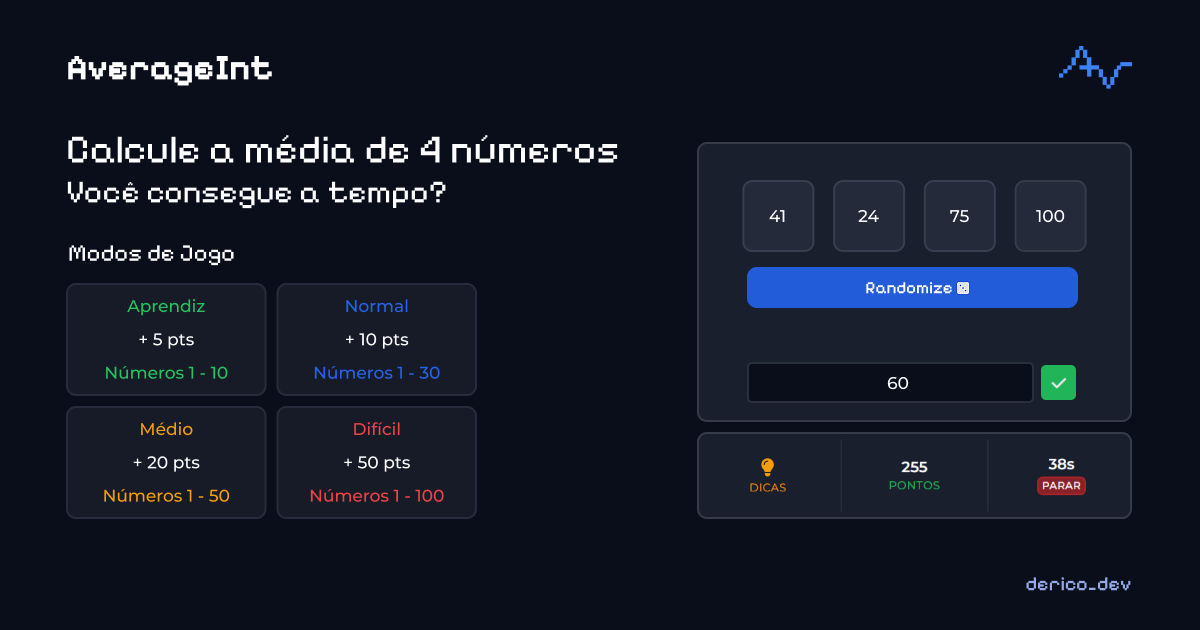 AverageInt
Calcule a média de 4 números
Você consegue a tempo?
Modos de Jogo
Aprendiz
+ 5 pts
Números 1 - 10
Normal
+ 10 pts
Números 1 - 30
Médio
+ 20 pts
Números 1 - 50
Difícil
+ 50 pts
Números 1 - 100
41 24 75 100
Randomize
60
DICAS
255
PONTOS
38s
PARAR
derico_dev